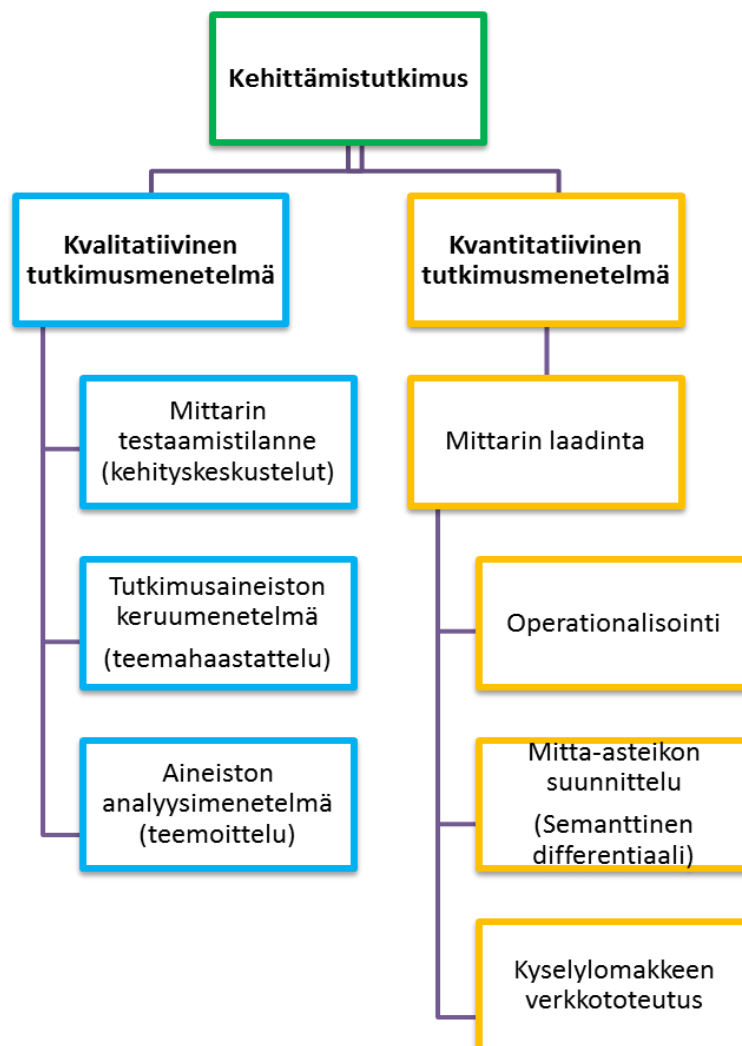 Kehittämistutkimus
Kvalitatiivinen
tutkimusmenetelmä
Mittarin
testaamistilanne
(kehityskeskustelut)
Tutkimusaineiston
keruumenetelmä
(teemahaastattelu)
Aineiston
analyysimenetelmä
(teemoittelu)
Kvantitatiivinen
tutkimusmenetelmä
Mittarin laadinta
Operationalisointi
Mitta-asteikon
suunnittelu
(Semanttinen
differentiaali)
Kyselylomakkeen
verkkototeutus